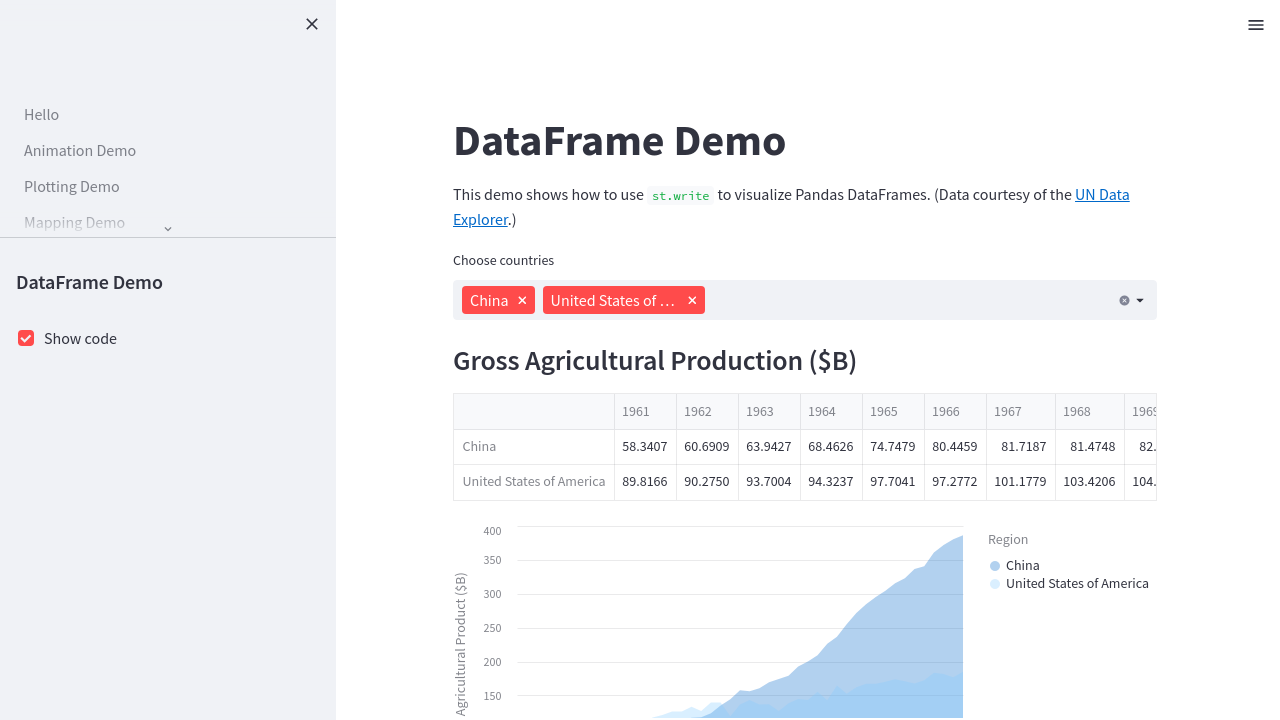 Hello
Animation Demo
Plotting Demo
Mapping Demo
DataFrame Demo
Show code
DataFrame Demo
This demo shows how to use st.write to visualize Pandas DataFrames. (Data courtesy of the UN Data
Explorer.)
Choose countries
China United States of …
Gross Agricultural Production ($B)
1961 1962 1963 1964 1965 1966 1967 1968 1969
China 58.3407 60.6909 63.9427 68.4626 74.7479 80.4459 81.7187 81.4748 82.
United States of America 89.8166 90.2750 93.7004 94.3237 97.7041 97.2772 101.1779 103.4206 104.
400
350
300
250
200
150
Agricultural Product ($B)
Region
China
United States of America